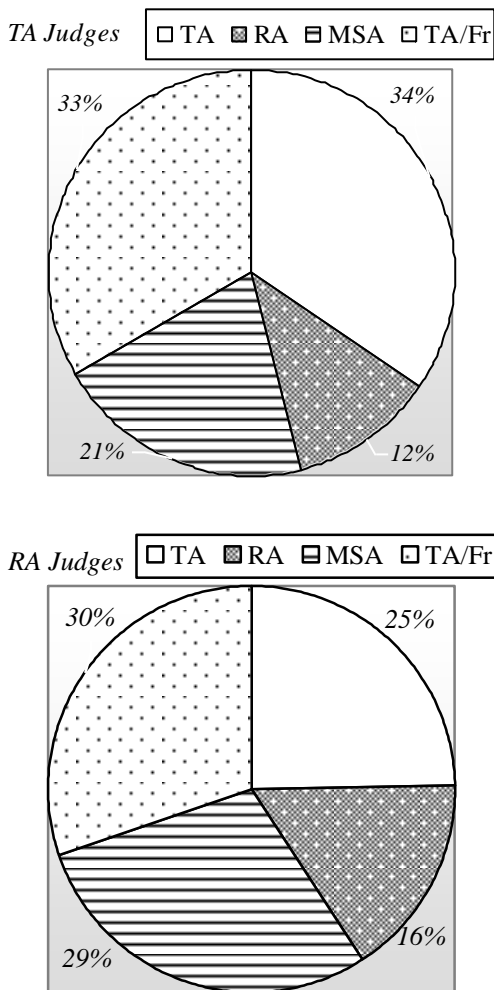 TA Judges
TA RA MSA TA/Fr
33% 34%
21% 12%
RA Judges
TA RA MSA TA/Fr
30% 25%
29% 16%